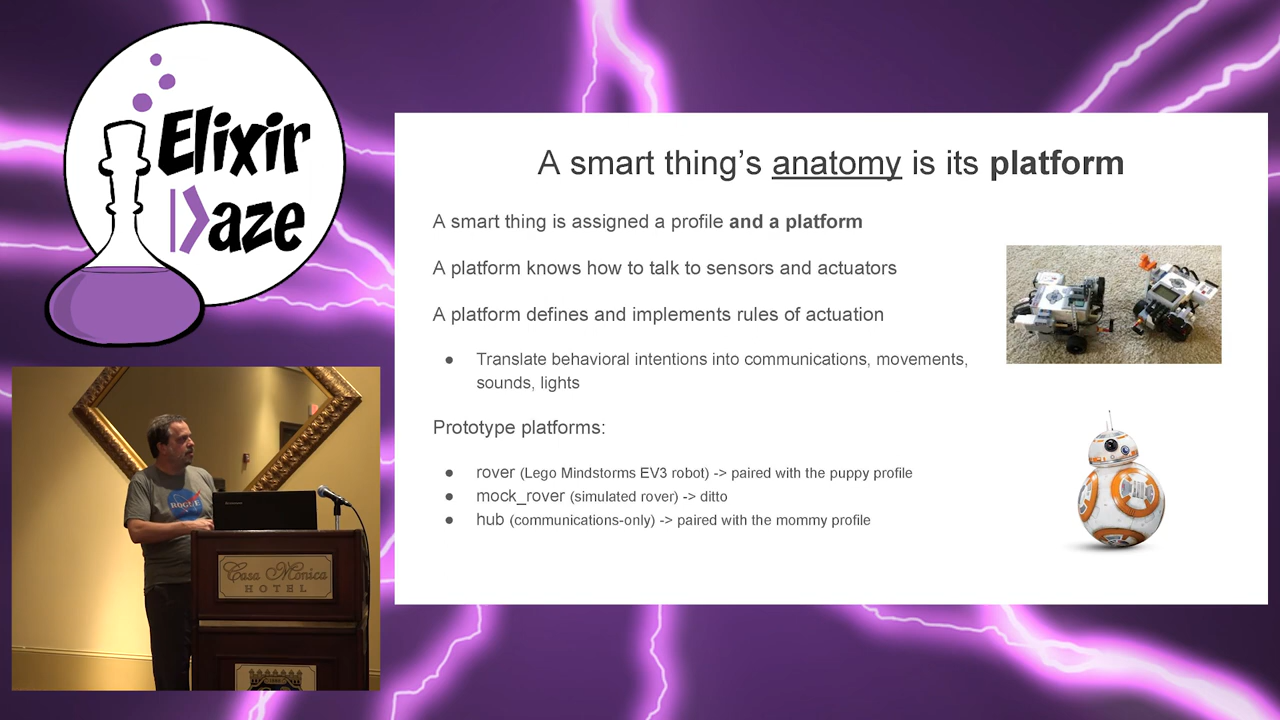 Elixir
|>aze
A smart thing’s anatomy is its platform
A smart thing is assigned a profile and a platform
A platform knows how to talk to sensors and actuators
A platform defines and implements rules of actuation
● Translate behavioral intentions into communications, movements,
sounds, lights
Prototype platforms:
● rover (Lego Mindstorms EV3 robot) -> paired with the puppy profile
● mock_rover (simulated rover) -> ditto
● hub (communications-only) -> paired with the mommy profile
ROGUE
Casa Monica
HOTEL